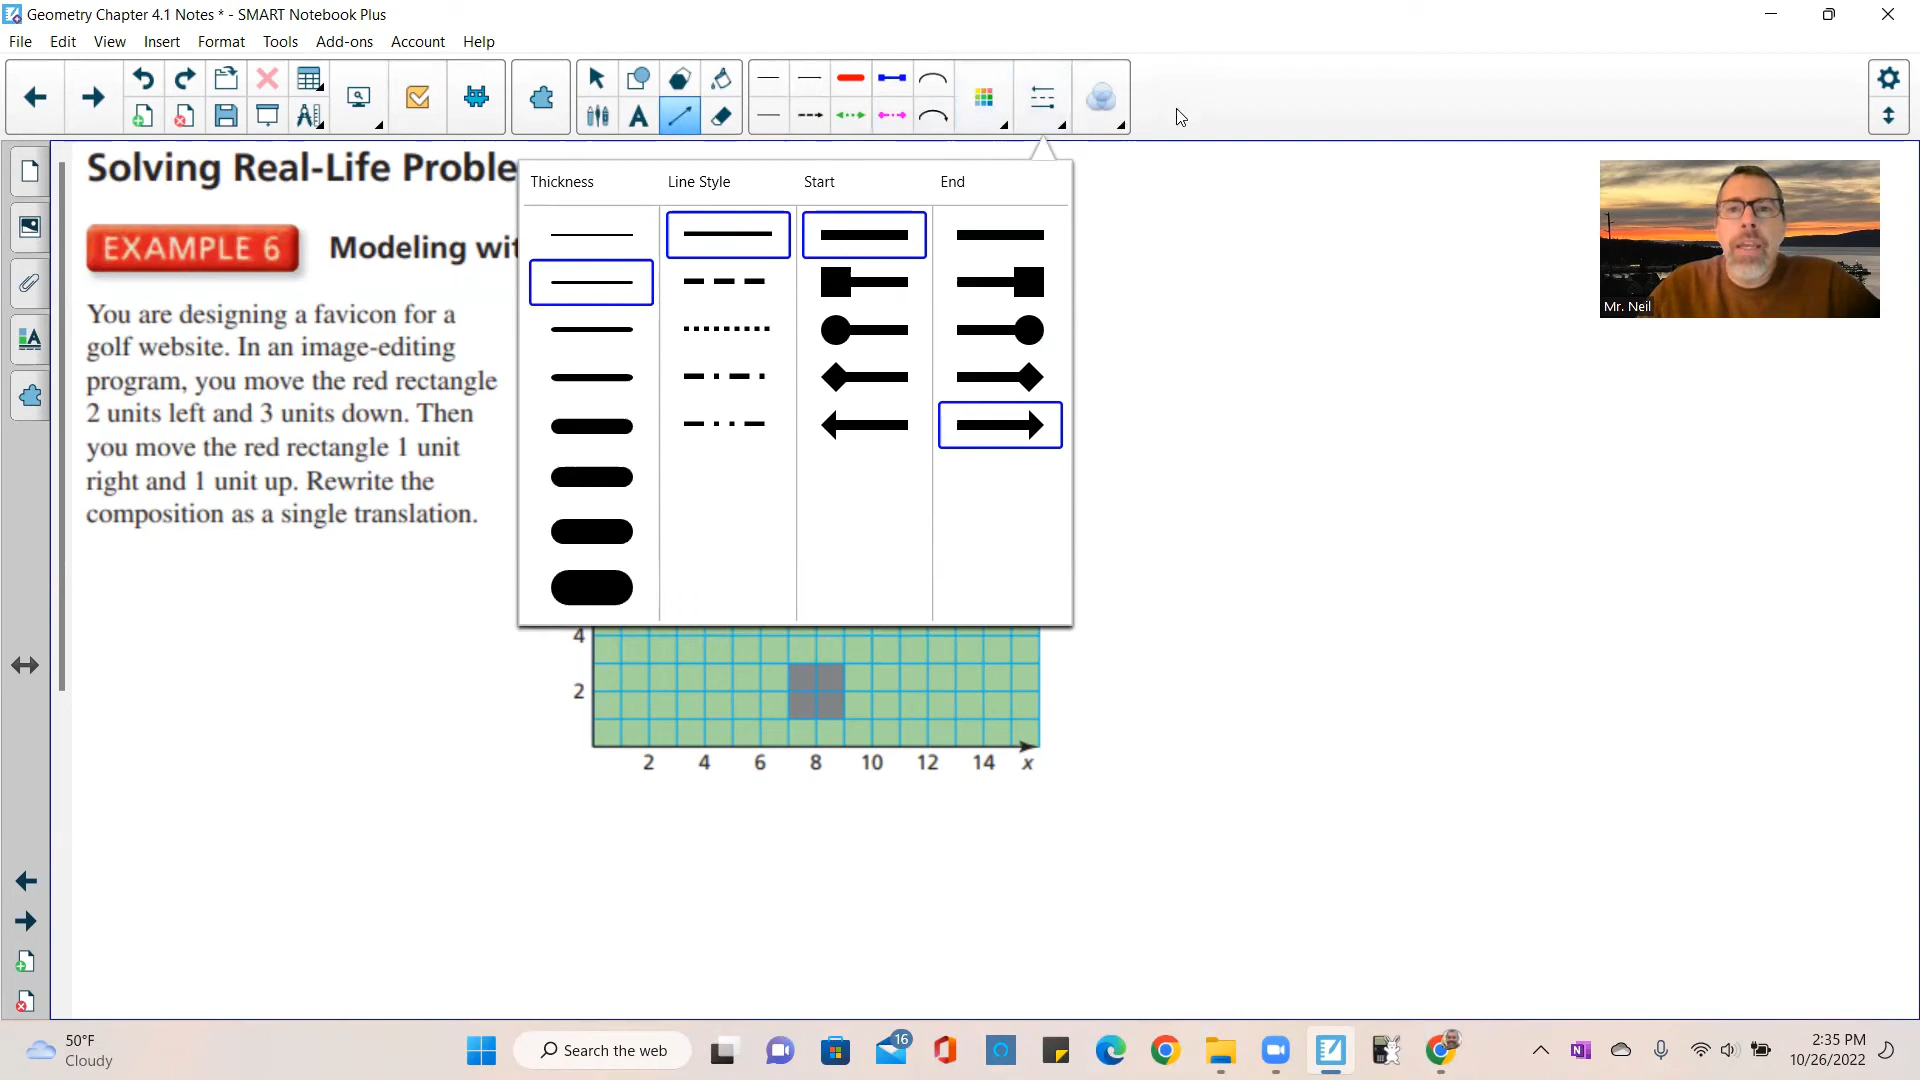 Geometry Chapter 4.1 Notes * - SMART Notebook Plus
File Edit View Insert Format Tools Add-ons Account Help
A
Solving Real-Life Proble
EXAMPLE 6 Modeling wit
You are designing a favicon for a
golf website. In an image-editing
program, you move the red rectangle
2 units left and 3 units down. Then
you move the red rectangle 1 unit
right and 1 unit up. Rewrite the
composition as a single translation.
Thickness Line Style Start End
4
2
2 4 6 8 10 12 14 x
Mr. Neil
50°F
Cloudy
Search the web
16
2:35 PM
10/26/2022